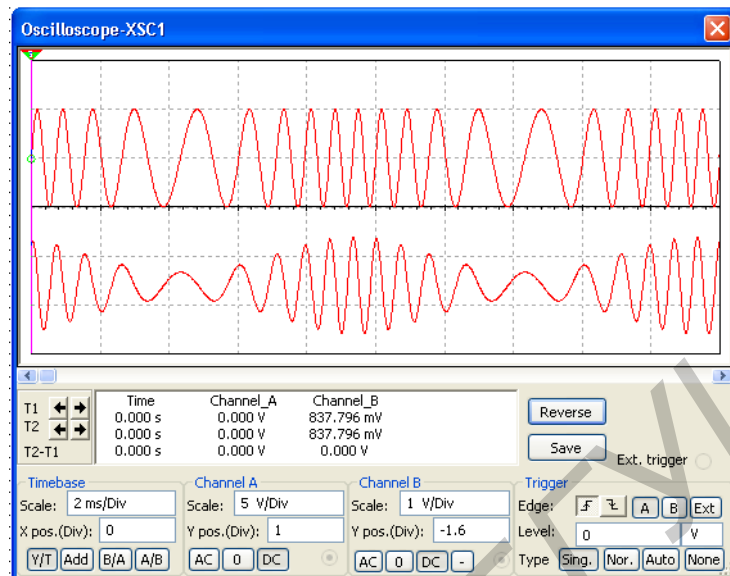 Oscilloscope-XSC1
Time Channel_A Channel_B
T1 0.000 s 0.000 V 837.796 mV
T2 0.000 s 0.000 V 837.796 mV
T2-T1 0.000 s 0.000 V 0.000 V
Reverse
Save
Ext. trigger
Timebase
Scale: 2 ms/Div
X pos.(Div): 0
Y/T Add B/A A/B
Channel A
Scale: 5 V/Div
Y pos.(Div): 1
AC 0 DC
Channel B
Scale: 1 V/Div
Y pos.(Div): -1.6
AC 0 DC -
Trigger
Edge: A B Ext
Level: 0 V
Type Sing. Nor. Auto None